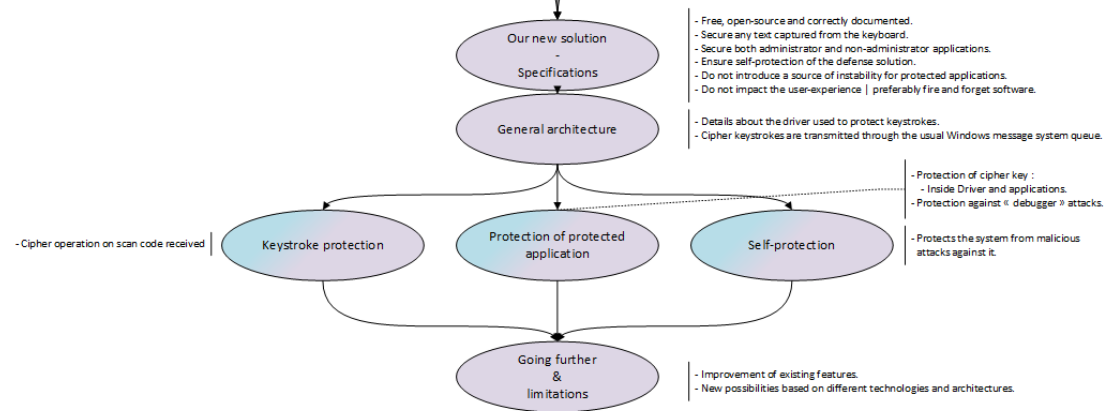 Our new solution
-
Specifications
- Free, open-source and correctly documented.
- Secure any text captured from the keyboard.
- Secure both administrator and non-administrator applications.
- Ensure self-protection of the defense solution.
- Do not introduce a source of instability for protected applications.
- Do not impact the user-experience | preferably fire and forget software.
General architecture
- Details about the driver used to protect keystrokes.
- Cipher keystrokes are transmitted through the usual Windows message system queue.
- Protection of cipher key :
- Inside Driver and applications.
- Protection against « debugger » attacks.
- Cipher operation on scan code received
Keystroke protection
Protection of protected
application
Self-protection
- Protects the system from malicious
attacks against it.
Going further
&
limitations
- Improvement of existing features.
- New possibilities based on different technologies and architectures.